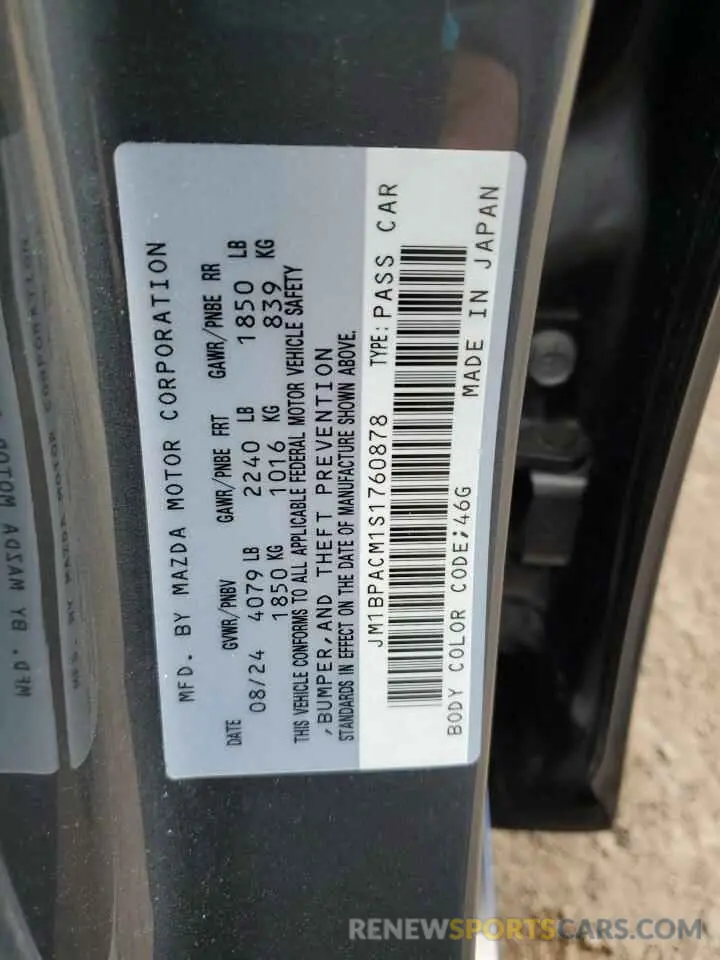 MFD. BY MAZDA MOTOR CORPORATION
DATE GVWR/PNBV GAWR/PNBE FRT GAWR/PNBE RR
08/24 4079 LB 2240 LB 1850 LB
1850 KG 1016 KG 839 KG
THIS VEHICLE CONFORMS TO ALL APPLICABLE FEDERAL MOTOR VEHICLE SAFETY
,BUMPER, AND THEFT PREVENTION
STANDARDS IN EFFECT ON THE DATE OF MANUFACTURE SHOWN ABOVE.
JM1BPACM1S1760878 TYPE: PASS CAR
BODY COLOR CODE;46G MADE IN JAPAN
RENEWSPORTSCARS.COM